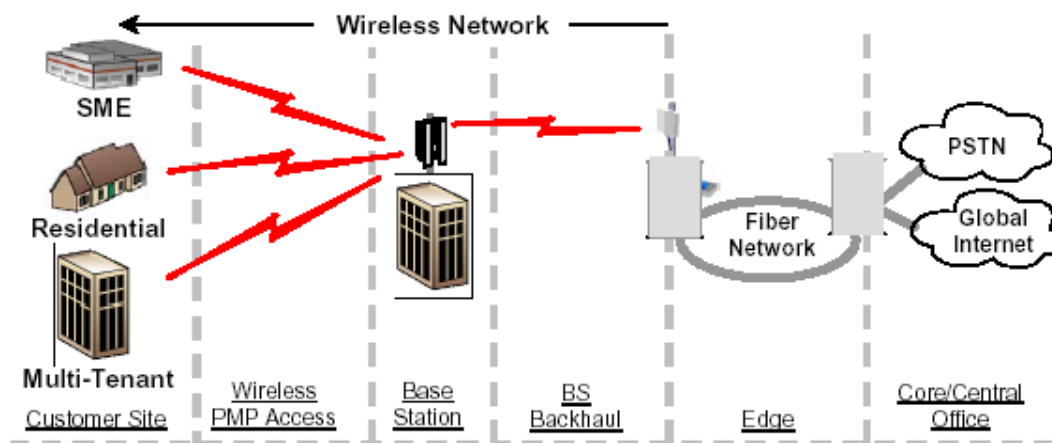 Wireless Network
SME
Residential
Multi-Tenant
PSTN
Global
Internet
Fiber
Network
Customer Site
Wireless
PMP Access
Base
Station
BS
Backhaul
Edge
Core/Central
Office